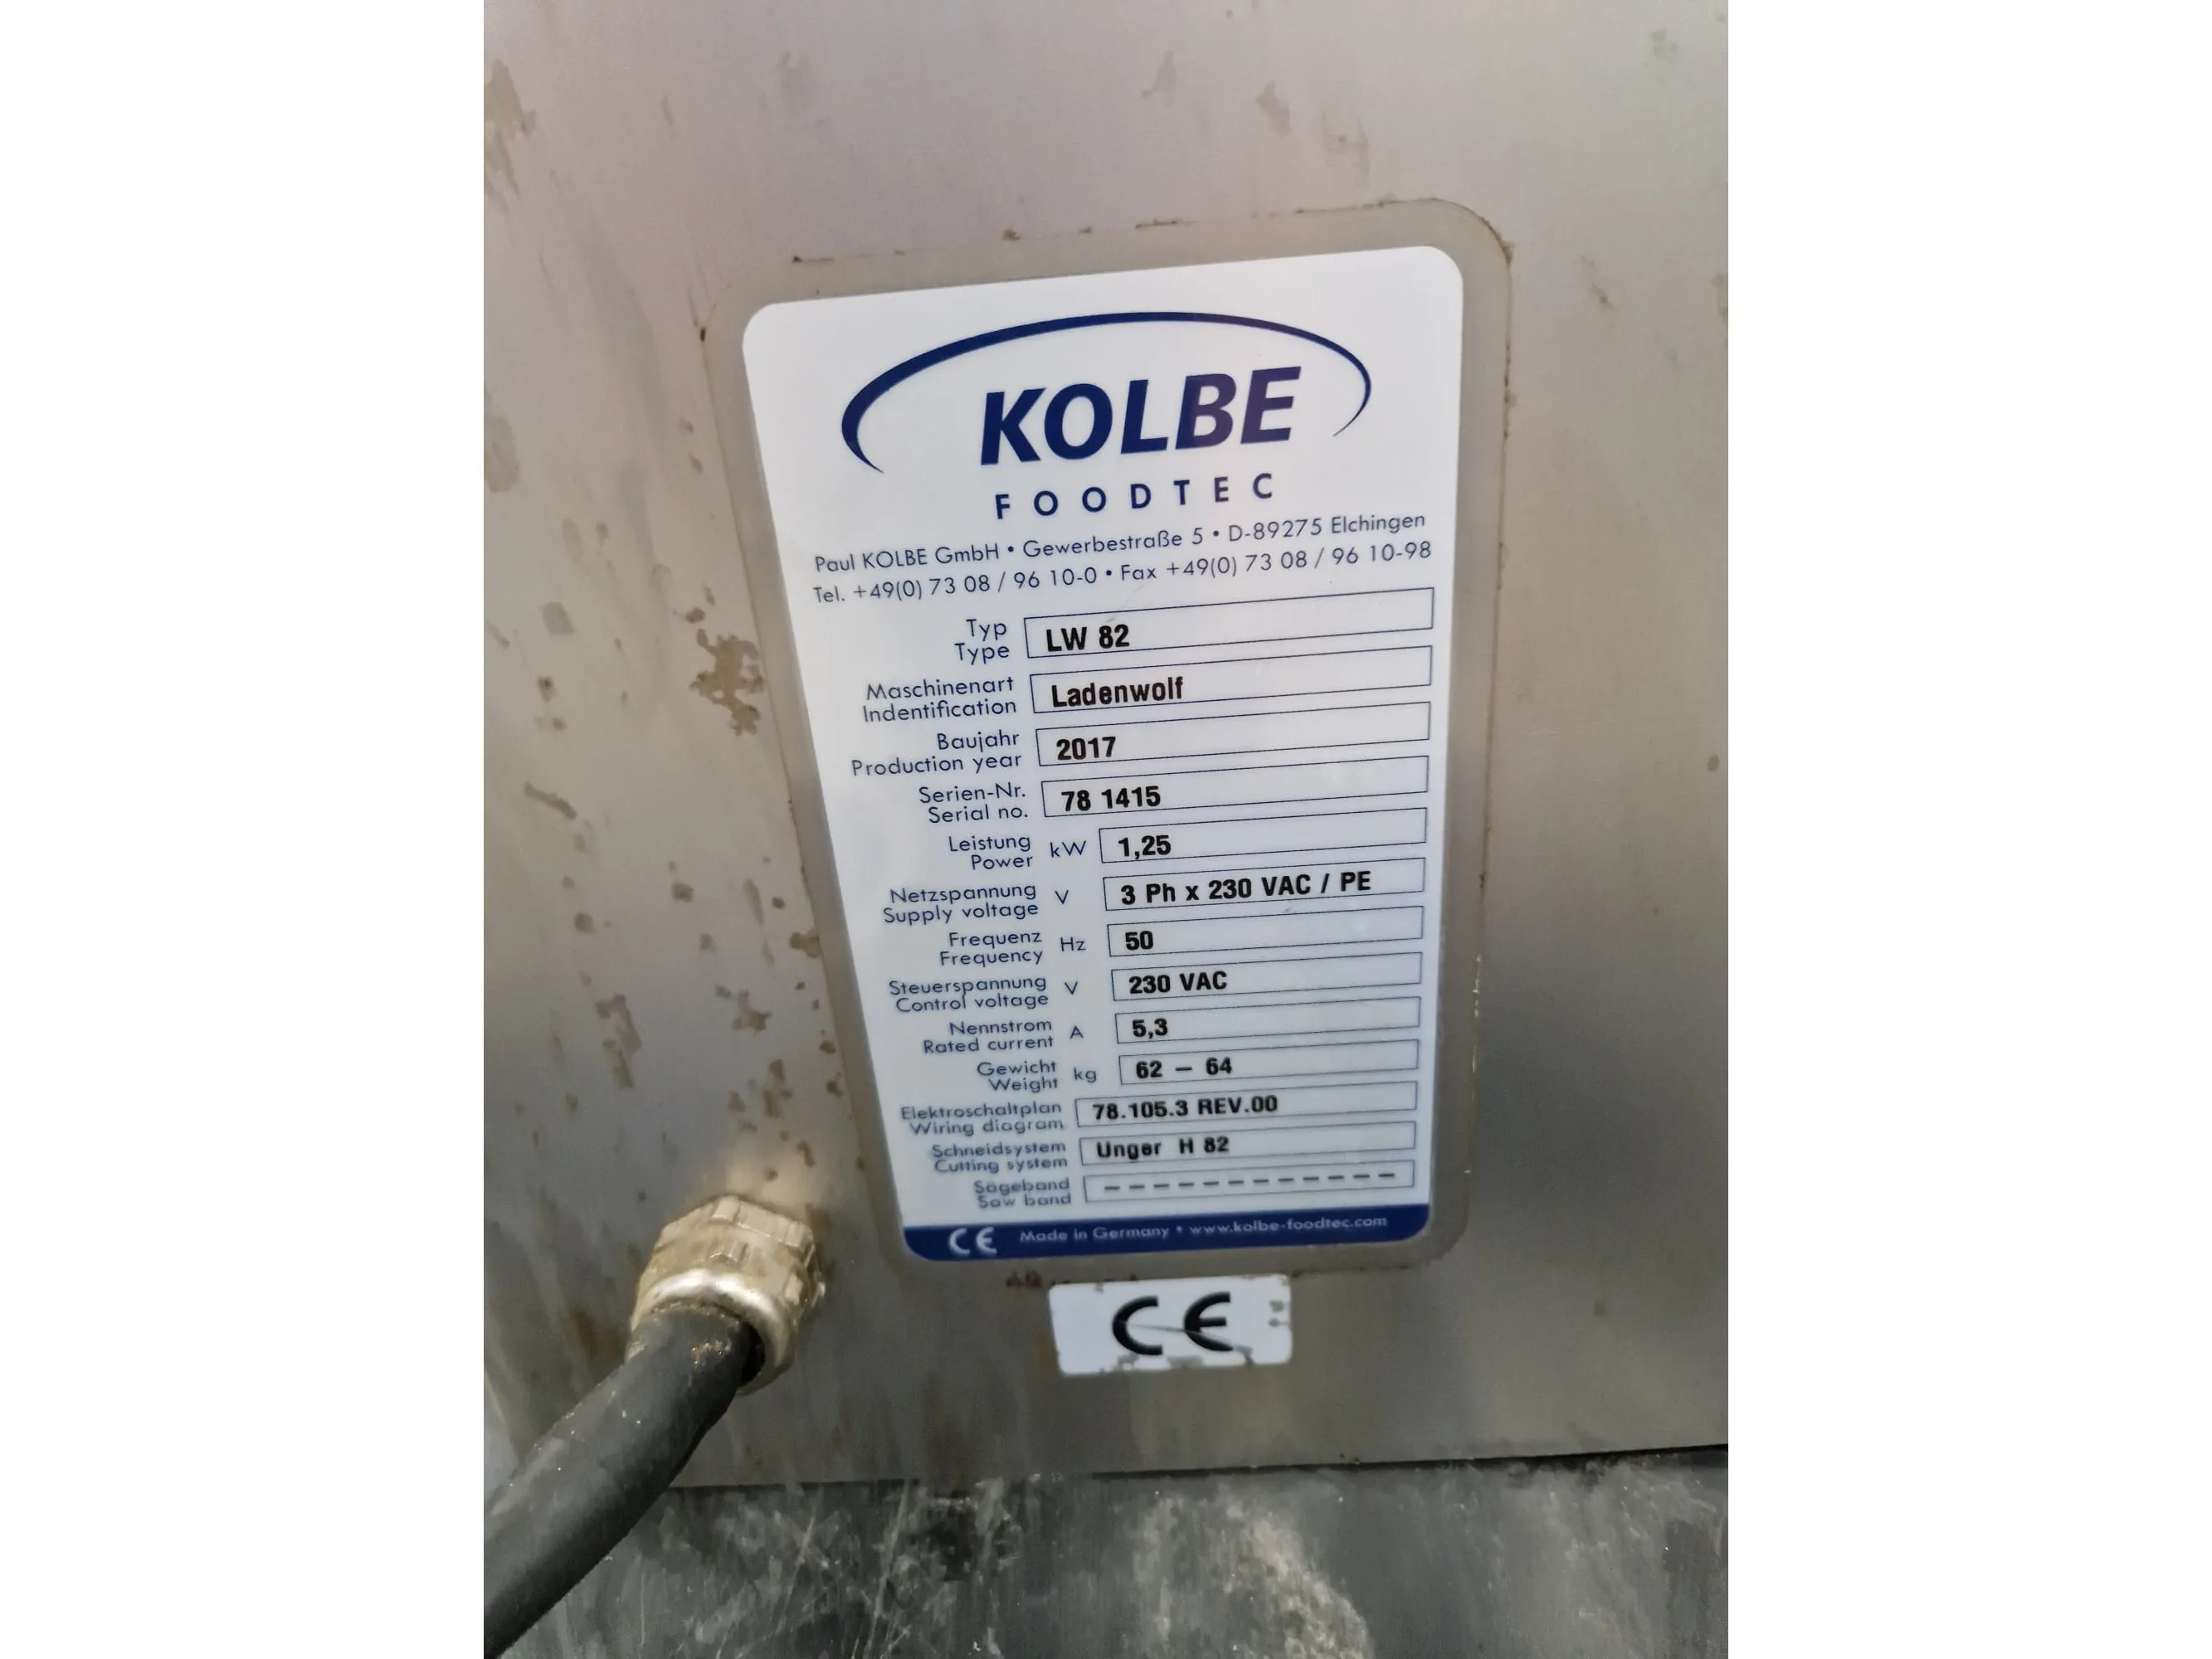 KOLBE
FOODTEC
Paul KOLBE GmbH • Gewerbestraße 5 • D-89275 Elchingen
Tel. +49(0) 73 08 / 96 10-0 • Fax +49(0) 73 08 / 96 10-98
Typ
Type LW 82
Maschinenart
Indentification Ladenwolf
Baujahr
Production year 2017
Serien-Nr.
Serial no. 78 1415
Leistung
Power kW 1,25
Netzspannung
Supply voltage V 3 Ph x 230 VAC / PE
Frequenz
Frequency Hz 50
Steuerspannung
Control voltage V 230 VAC
Nennstrom
Rated current A 5,3
Gewicht
Weight kg 62 – 64
Elektroschaltplan
Wiring diagram 78.105.3 REV.00
Schneidsystem
Cutting system Unger H 82
Sägeband
Saw band – – – – – – – – – – – –
CE Made in Germany • www.kolbe-foodtec.com
CE